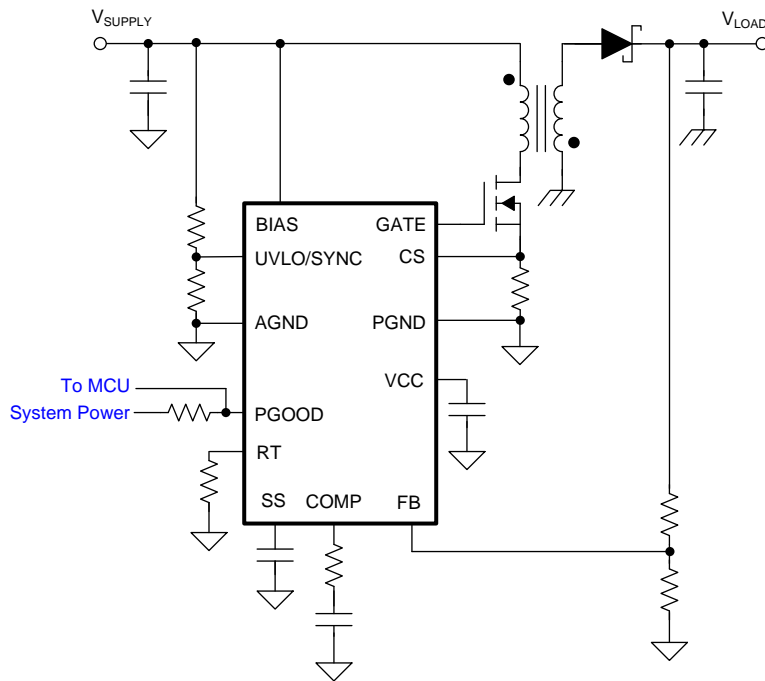 VSUPPLY
VLOAD
BIAS
GATE
UVLO/SYNC
CS
AGND
PGND
VCC
To MCU
System Power
PGOOD
RT
SS
COMP
FB